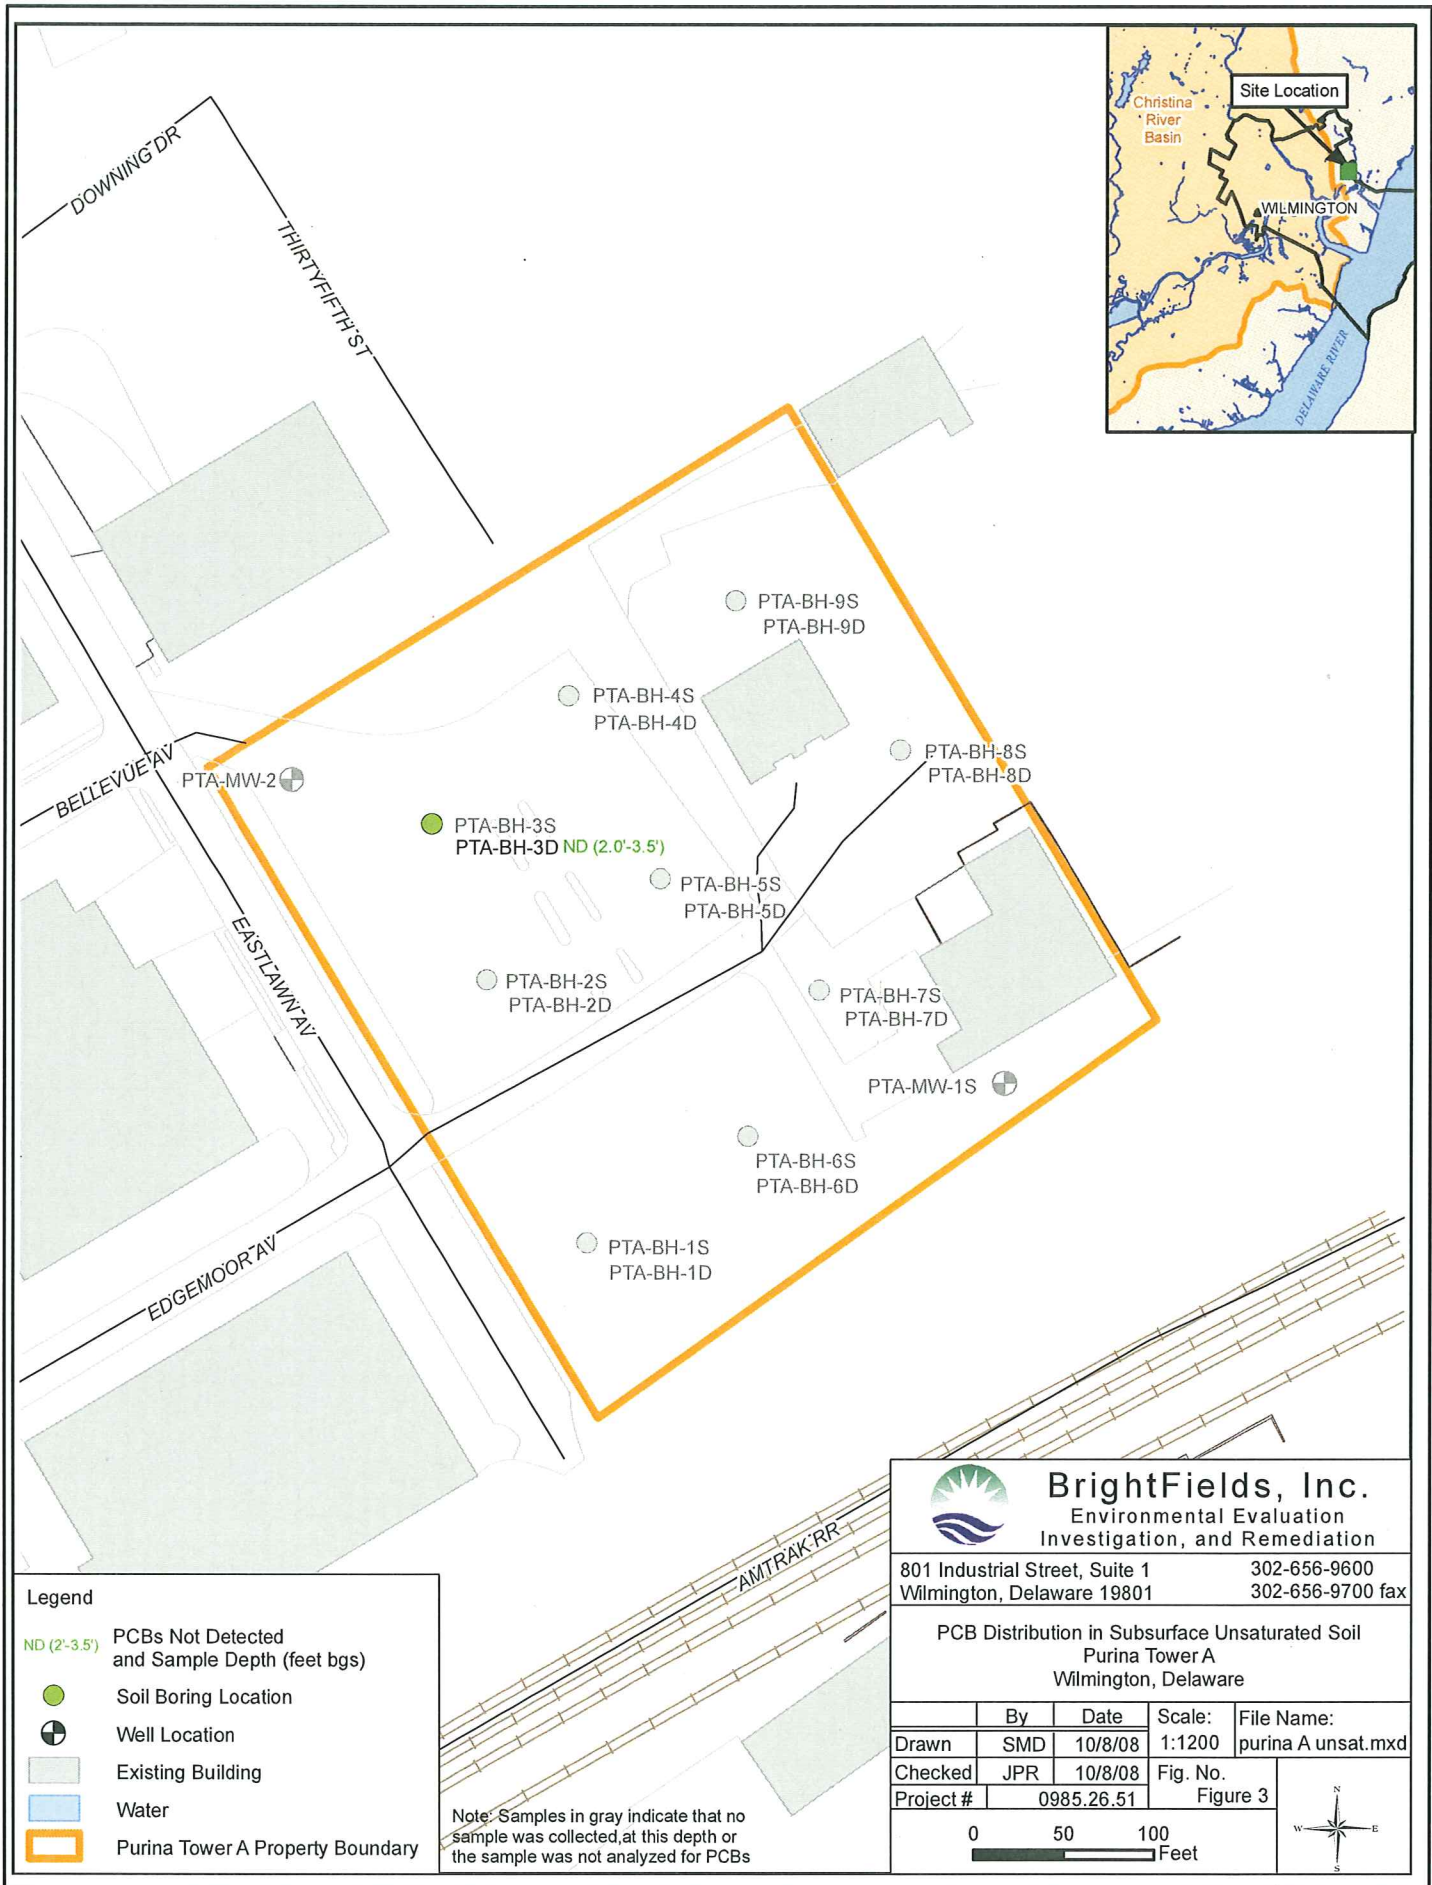 Christina
River
Basin
Site Location
WILMINGTON
DELAWARE RIVER
DOWNING DR
THIRTYFIFTH ST
PTA-BH-9S
PTA-BH-9D
PTA-BH-4S
PTA-BH-4D
PTA-BH-8S
PTA-BH-8D
BELLEVUE AV
PTA-MW-2
PTA-BH-3S
PTA-BH-3D ND (2.0'-3.5')
PTA-BH-5S
PTA-BH-5D
EASTLAWN AV
PTA-BH-2S
PTA-BH-2D
PTA-BH-7S
PTA-BH-7D
PTA-MW-1S
PTA-BH-6S
PTA-BH-6D
PTA-BH-1S
PTA-BH-1D
EDGEMOOR AV
AMTRAK RR
Legend
ND (2'-3.5') PCBs Not Detected
and Sample Depth (feet bgs)
Soil Boring Location
Well Location
Existing Building
Water
Purina Tower A Property Boundary
Note: Samples in gray indicate that no
sample was collected,at this depth or
the sample was not analyzed for PCBs
BrightFields, Inc.
Environmental Evaluation
Investigation, and Remediation
801 Industrial Street, Suite 1 302-656-9600
Wilmington, Delaware 19801 302-656-9700 fax
PCB Distribution in Subsurface Unsaturated Soil
Purina Tower A
Wilmington, Delaware
By Date Scale: File Name:
Drawn SMD 10/8/08 1:1200 purina A unsat.mxd
Checked JPR 10/8/08 Fig. No.
Project # 0985.26.51 Figure 3
0 50 100
Feet
N
W E
S